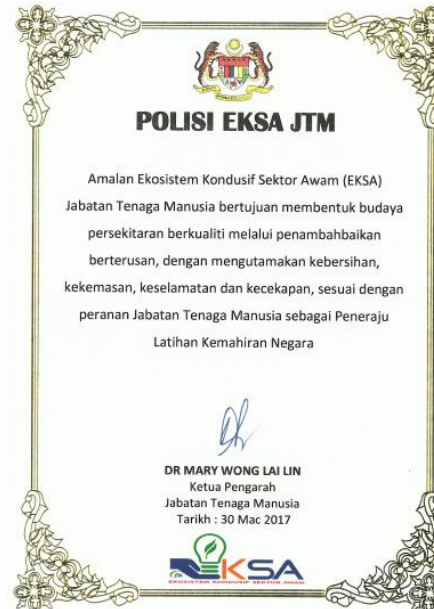 POLISI EKSA JTM
Amalan Ekosistem Kondusif Sektor Awam (EKSA)
Jabatan Tenaga Manusia bertujuan membentuk budaya
persekitaran berkualiti melalui penambahbaikan
berterusan, dengan mengutamakan kebersihan,
kekemasan, keselamatan dan kecekapan, sesuai dengan
peranan Jabatan Tenaga Manusia sebagai Peneraju
Latihan Kemahiran Negara
DR MARY WONG LAI LIN
Ketua Pengarah
Jabatan Tenaga Manusia
Tarikh : 30 Mac 2017
EKSA
EKOSISTEM KONDUSIF SEKTOR AWAM